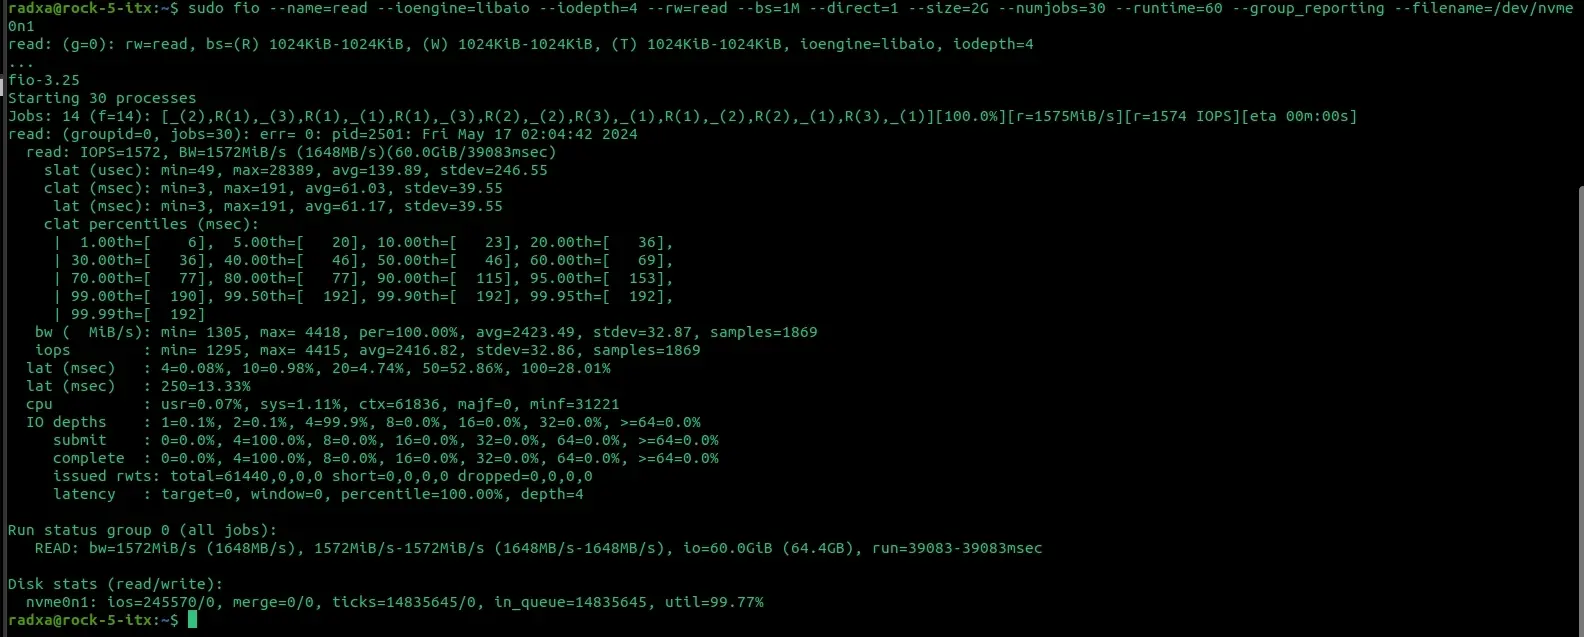 radxa@rock-5-itx:~$ sudo fio --name=read --ioengine=libaio --iodepth=4 --rw=read --bs=1M --direct=1 --size=2G --numjobs=30 --runtime=60 --group_reporting --filename=/dev/nvme
0n1
read: (g=0): rw=read, bs=(R) 1024KiB-1024KiB, (W) 1024KiB-1024KiB, (T) 1024KiB-1024KiB, ioengine=libaio, iodepth=4
...
fio-3.25
Starting 30 processes
Jobs: 14 (f=14): [_(2),R(1),_(3),R(1),_(1),R(1),_(3),R(2),_(2),R(3),_(1),R(1),_(2),R(2),_(1),R(3),_(1)][100.0%][r=1575MiB/s][r=1574 IOPS][eta 00m:00s]
read: (groupid=0, jobs=30): err= 0: pid=2501: Fri May 17 02:04:42 2024
  read: IOPS=1572, BW=1572MiB/s (1648MB/s)(60.0GiB/39083msec)
    slat (usec): min=49, max=28389, avg=139.89, stdev=246.55
    clat (msec): min=3, max=191, avg=61.03, stdev=39.55
     lat (msec): min=3, max=191, avg=61.17, stdev=39.55
    clat percentiles (msec):
     |  1.00th=[    6],  5.00th=[   20], 10.00th=[   23], 20.00th=[   36],
     | 30.00th=[   36], 40.00th=[   46], 50.00th=[   46], 60.00th=[   69],
     | 70.00th=[   77], 80.00th=[   77], 90.00th=[  115], 95.00th=[  153],
     | 99.00th=[  190], 99.50th=[  192], 99.90th=[  192], 99.95th=[  192],
     | 99.99th=[  192]
   bw (  MiB/s): min= 1305, max= 4418, per=100.00%, avg=2423.49, stdev=32.87, samples=1869
   iops        : min= 1295, max= 4415, avg=2416.82, stdev=32.86, samples=1869
  lat (msec)   : 4=0.08%, 10=0.98%, 20=4.74%, 50=52.86%, 100=28.01%
  lat (msec)   : 250=13.33%
  cpu          : usr=0.07%, sys=1.11%, ctx=61836, majf=0, minf=31221
  IO depths    : 1=0.1%, 2=0.1%, 4=99.9%, 8=0.0%, 16=0.0%, 32=0.0%, >=64=0.0%
     submit    : 0=0.0%, 4=100.0%, 8=0.0%, 16=0.0%, 32=0.0%, 64=0.0%, >=64=0.0%
     complete  : 0=0.0%, 4=100.0%, 8=0.0%, 16=0.0%, 32=0.0%, 64=0.0%, >=64=0.0%
     issued rwts: total=61440,0,0,0 short=0,0,0,0 dropped=0,0,0,0
     latency   : target=0, window=0, percentile=100.00%, depth=4

Run status group 0 (all jobs):
   READ: bw=1572MiB/s (1648MB/s), 1572MiB/s-1572MiB/s (1648MB/s-1648MB/s), io=60.0GiB (64.4GB), run=39083-39083msec

Disk stats (read/write):
  nvme0n1: ios=245570/0, merge=0/0, ticks=14835645/0, in_queue=14835645, util=99.77%
radxa@rock-5-itx:~$